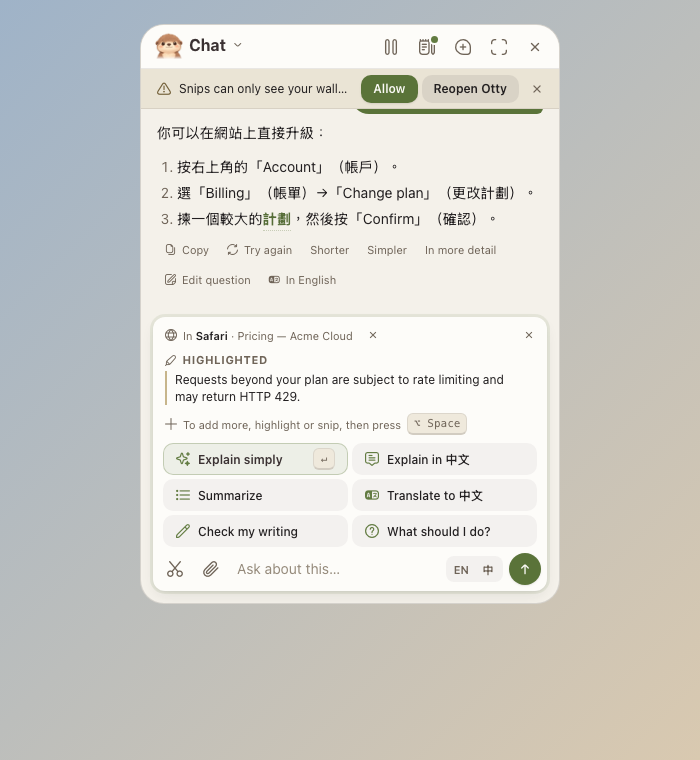 Chat
Snips can only see your wall...
Allow
Reopen Otty
你可以在網站上直接升級：
1. 按右上角的「Account」（帳戶）。
2. 選「Billing」（帳單）→「Change plan」（更改計劃）。
3. 揀一個較大的計劃，然後按「Confirm」（確認）。
Copy
Try again
Shorter
Simpler
In more detail
Edit question
In English
In Safari · Pricing — Acme Cloud
HIGHLIGHTED
Requests beyond your plan are subject to rate limiting and
may return HTTP 429.
To add more, highlight or snip, then press ⌥ Space
Explain simply ↵
Explain in 中文
Summarize
Translate to 中文
Check my writing
What should I do?
Ask about this...
EN 中